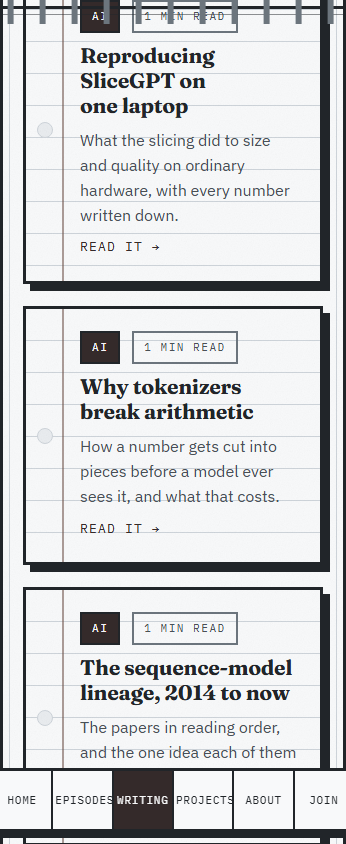 AI 1 MIN READ
Reproducing
SliceGPT on
one laptop
What the slicing did to size
and quality on ordinary
hardware, with every number
written down.
READ IT →
AI 1 MIN READ
Why tokenizers
break arithmetic
How a number gets cut into
pieces before a model ever
sees it, and what that costs.
READ IT →
AI 1 MIN READ
The sequence-model
lineage, 2014 to now
The papers in reading order,
and the one idea each of them
HOME EPISODES WRITING PROJECTS ABOUT JOIN